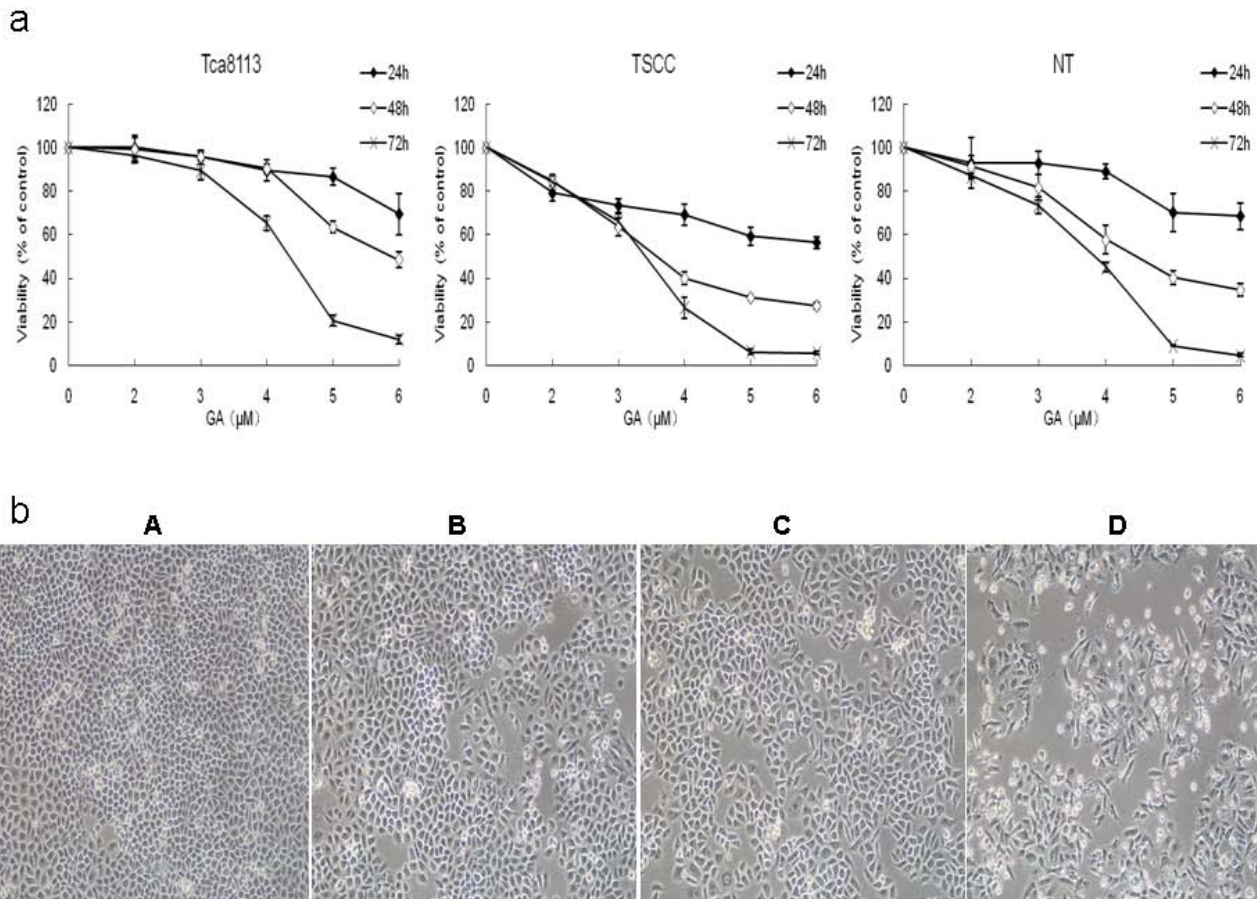 a
Tca8113
24h
48h
72h
Viability (% of control)
120
100
80
60
40
20
0
0 2 3 4 5 6
GA (μM)
TSCC
24h
48h
72h
Viability (% of control)
120
100
80
60
40
20
0
0 2 3 4 5 6
GA (μM)
NT
24h
48h
72h
Viability (% of control)
120
100
80
60
40
20
0
0 2 3 4 5 6
GA (μM)
b
A B C D